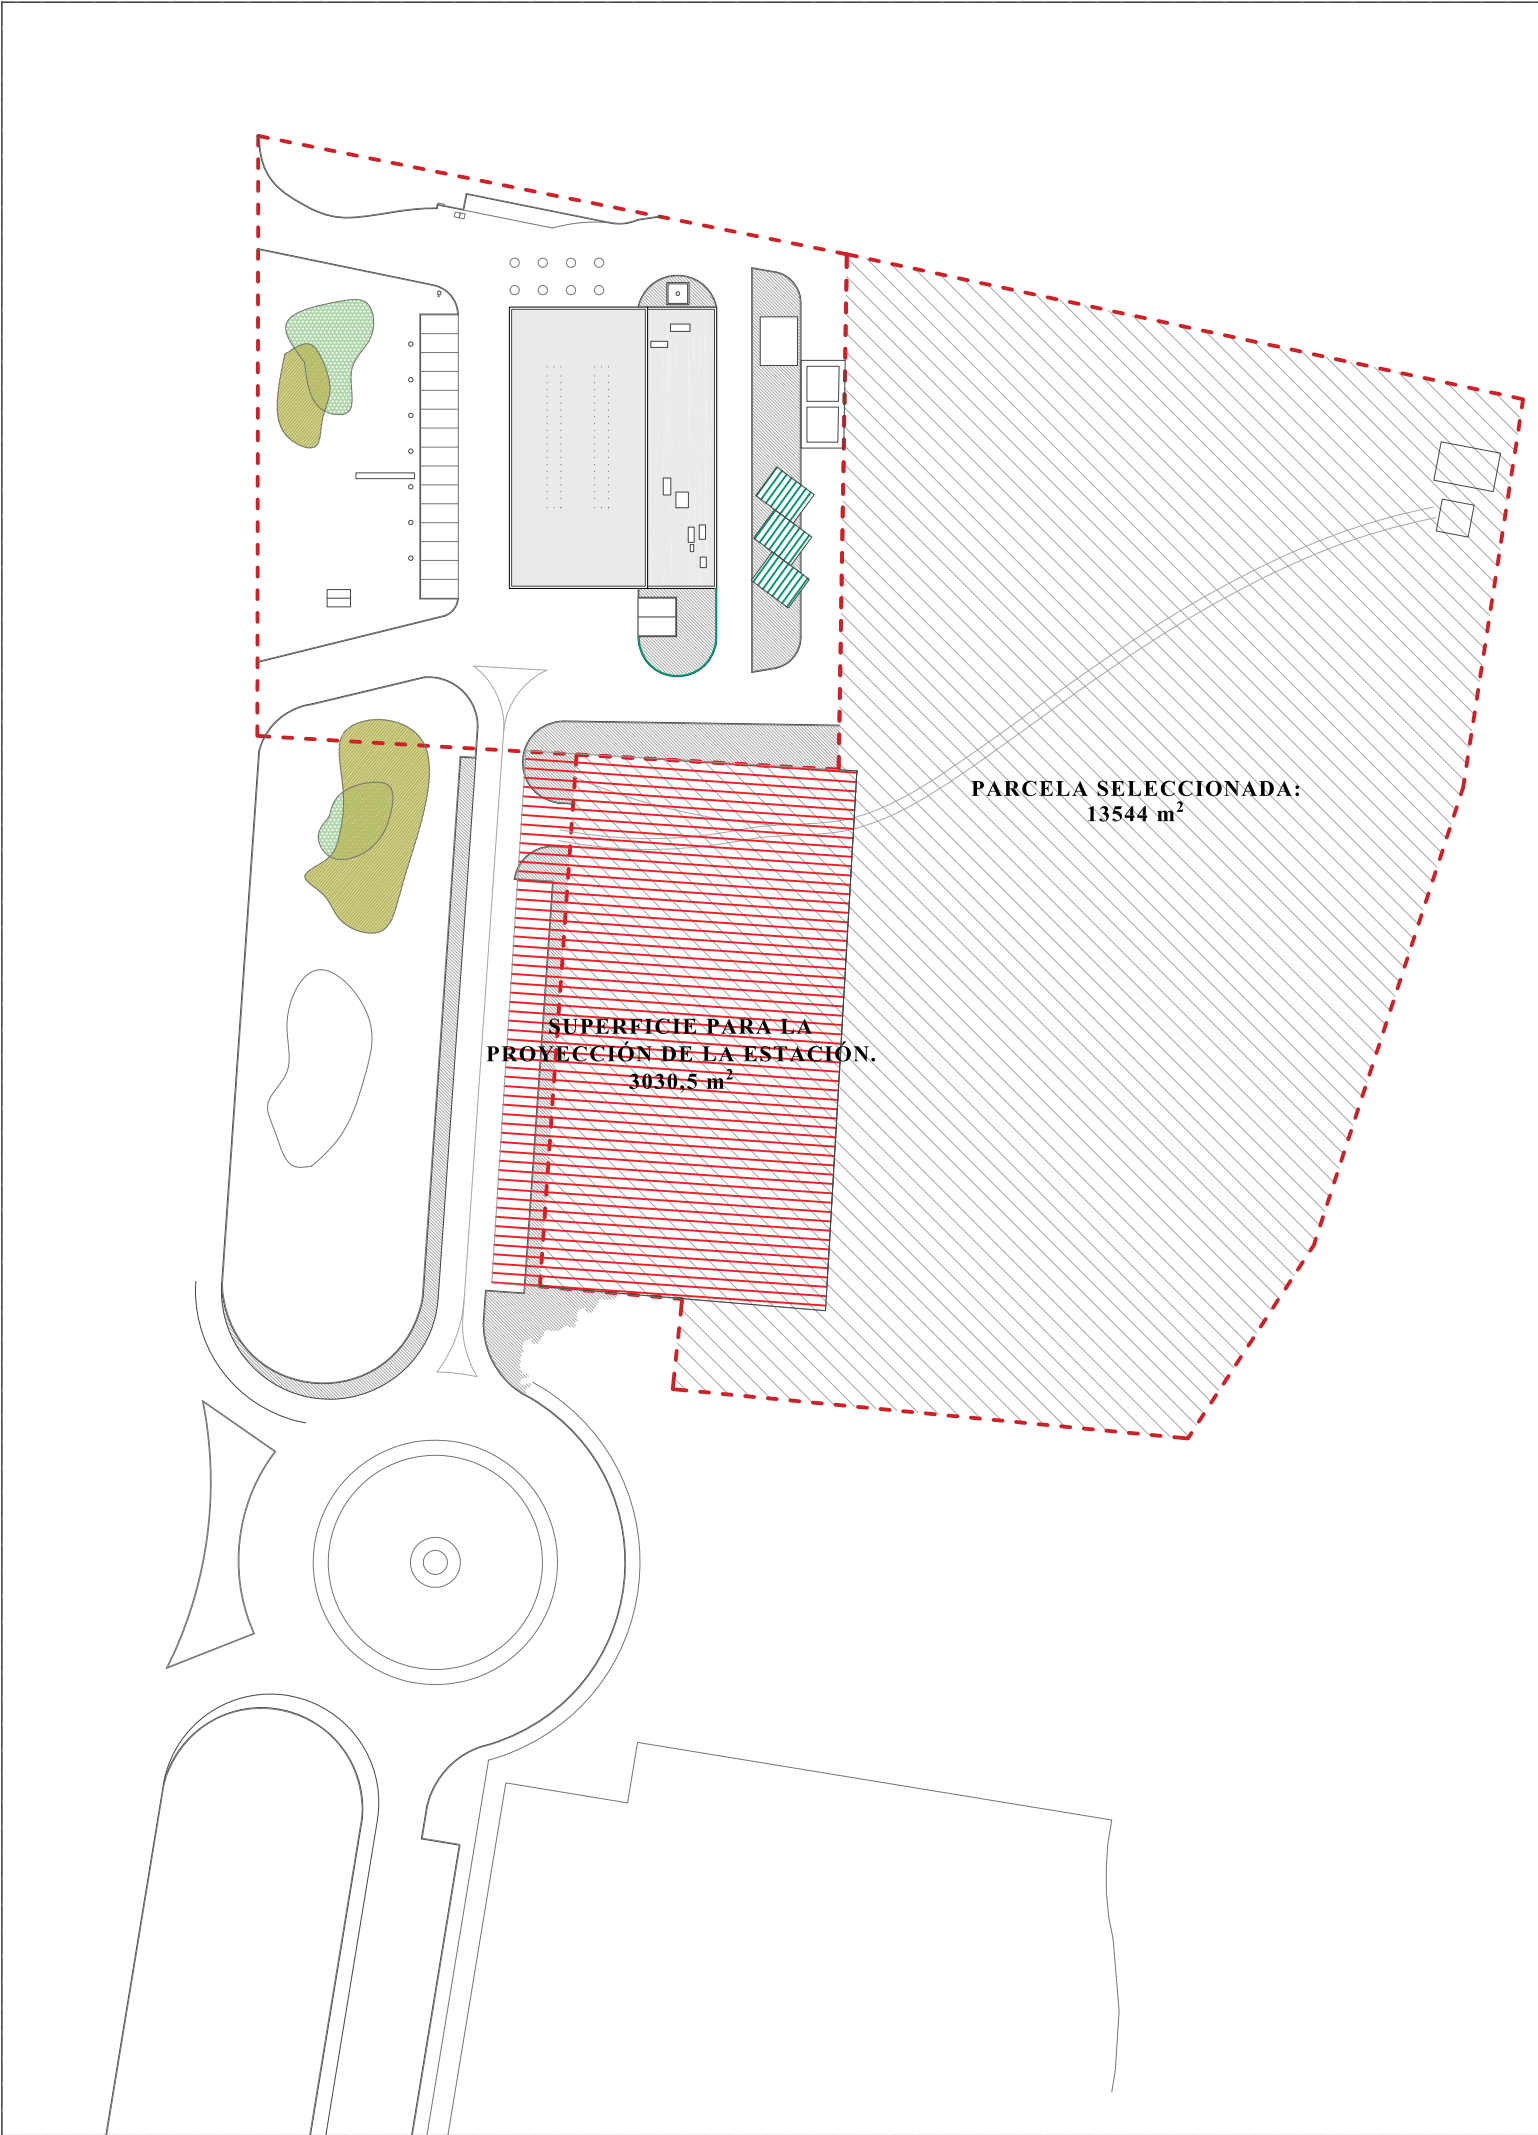 PARCELA SELECCIONADA:
13544 m²
SUPERFICIE PARA LA
PROYECCIÓN DE LA ESTACIÓN.
3030,5 m²